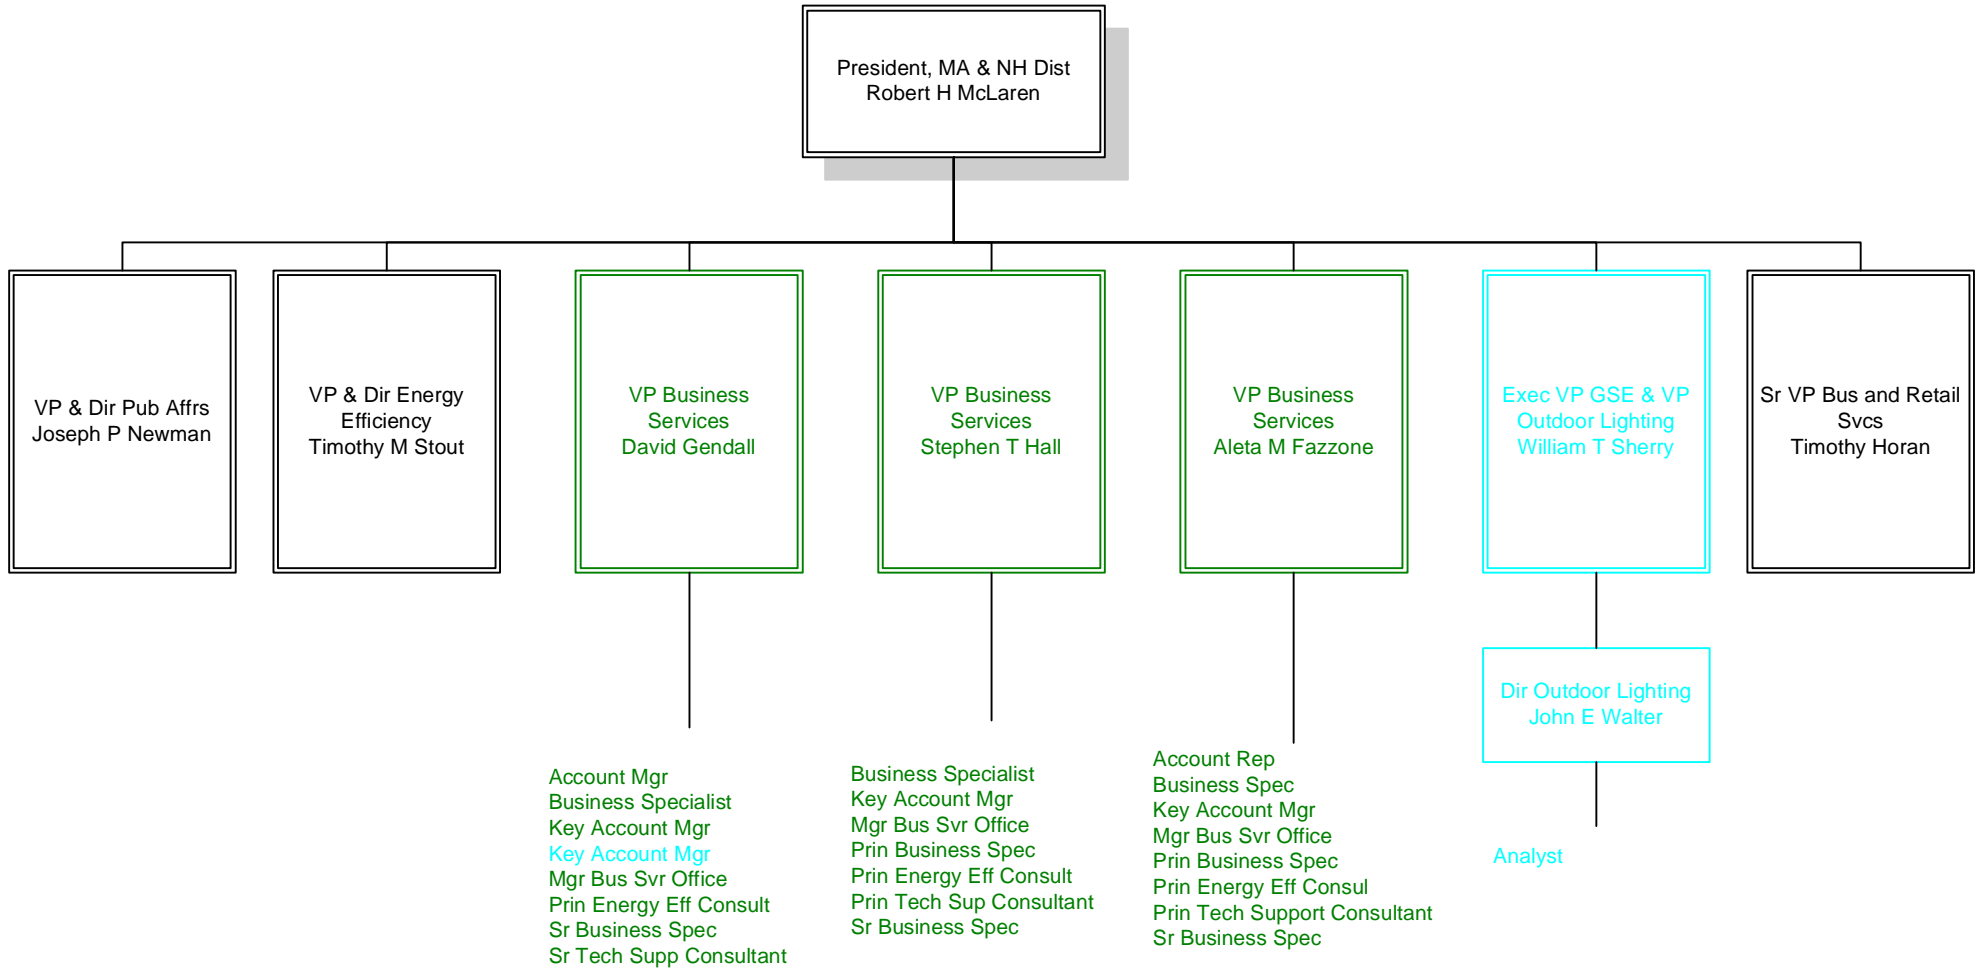 President, MA & NH Dist
Robert H McLaren
VP & Dir Pub Affrs
Joseph P Newman
VP & Dir Energy
Efficiency
Timothy M Stout
VP Business
Services
David Gendall
VP Business
Services
Stephen T Hall
VP Business
Services
Aleta M Fazzone
Exec VP GSE & VP
Outdoor Lighting
William T Sherry
Sr VP Bus and Retail
Svcs
Timothy Horan
Dir Outdoor Lighting
John E Walter
Account Mgr
Business Specialist
Key Account Mgr
Key Account Mgr
Mgr Bus Svr Office
Prin Energy Eff Consult
Sr Business Spec
Sr Tech Supp Consultant
Business Specialist
Key Account Mgr
Mgr Bus Svr Office
Prin Business Spec
Prin Energy Eff Consult
Prin Tech Sup Consultant
Sr Business Spec
Account Rep
Business Spec
Key Account Mgr
Mgr Bus Svr Office
Prin Business Spec
Prin Energy Eff Consul
Prin Tech Support Consultant
Sr Business Spec
Analyst